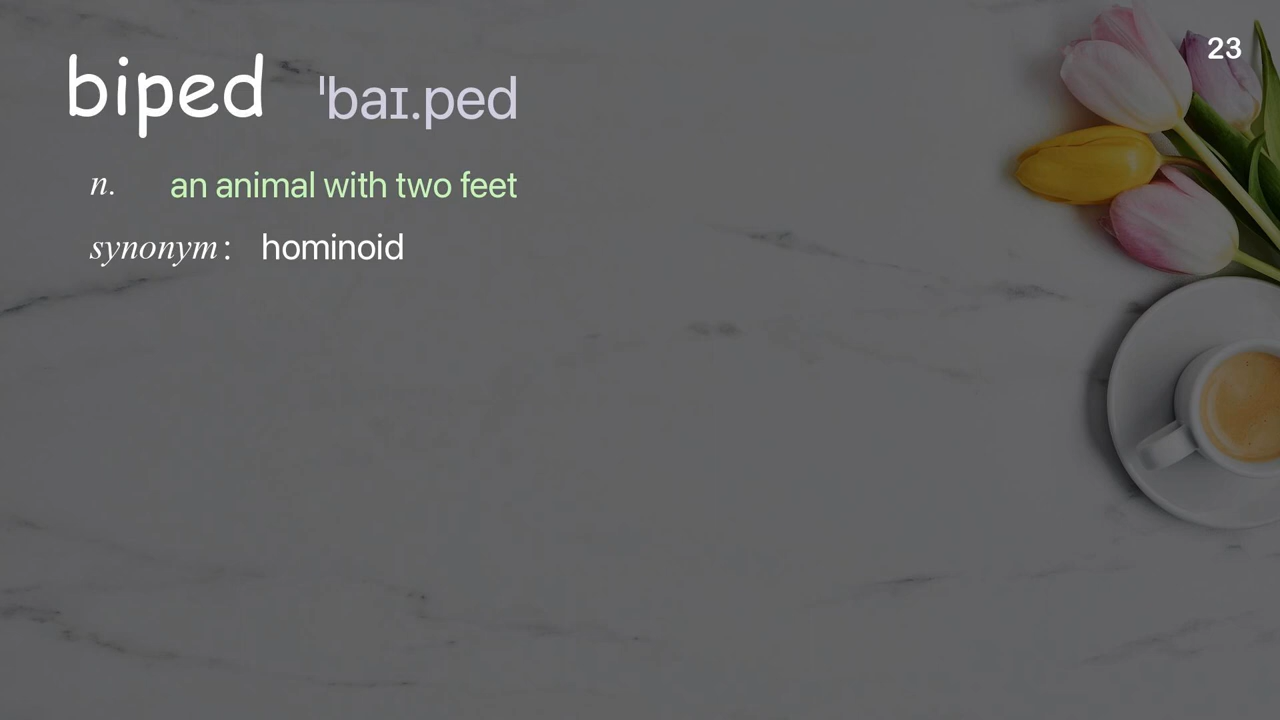 23
biped ˈbaɪ.ped
n. an animal with two feet
synonym: hominoid